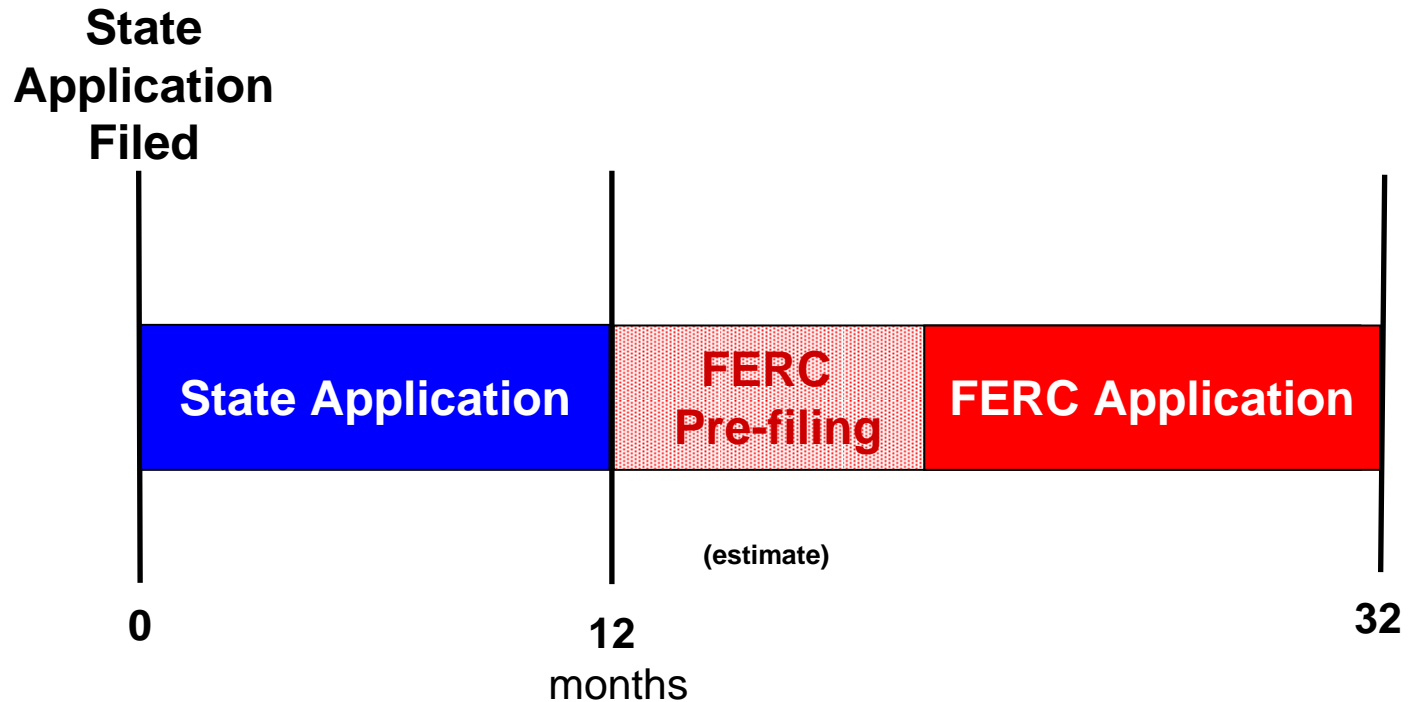 State
Application
Filed
State Application
FERC
Pre-filing
FERC Application
(estimate)
0
12
32
months